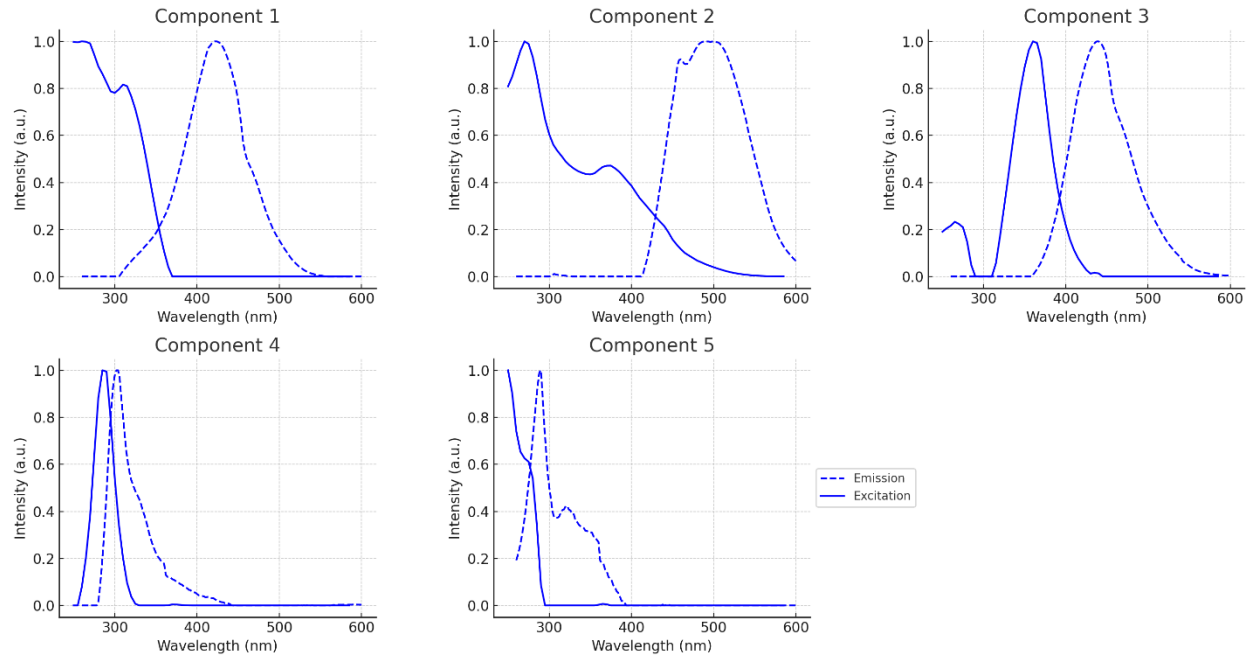 Component 1
Component 2
Component 3
1.0
0.8
0.6
0.4
0.2
0.0
Intensity (a.u.)
300 400 500 600
Wavelength (nm)
1.0
0.8
0.6
0.4
0.2
0.0
Intensity (a.u.)
300 400 500 600
Wavelength (nm)
1.0
0.8
0.6
0.4
0.2
0.0
Intensity (a.u.)
300 400 500 600
Wavelength (nm)
Component 4
Component 5
1.0
0.8
0.6
0.4
0.2
0.0
Intensity (a.u.)
300 400 500 600
Wavelength (nm)
1.0
0.8
0.6
0.4
0.2
0.0
Intensity (a.u.)
300 400 500 600
Wavelength (nm)
Emission
Excitation